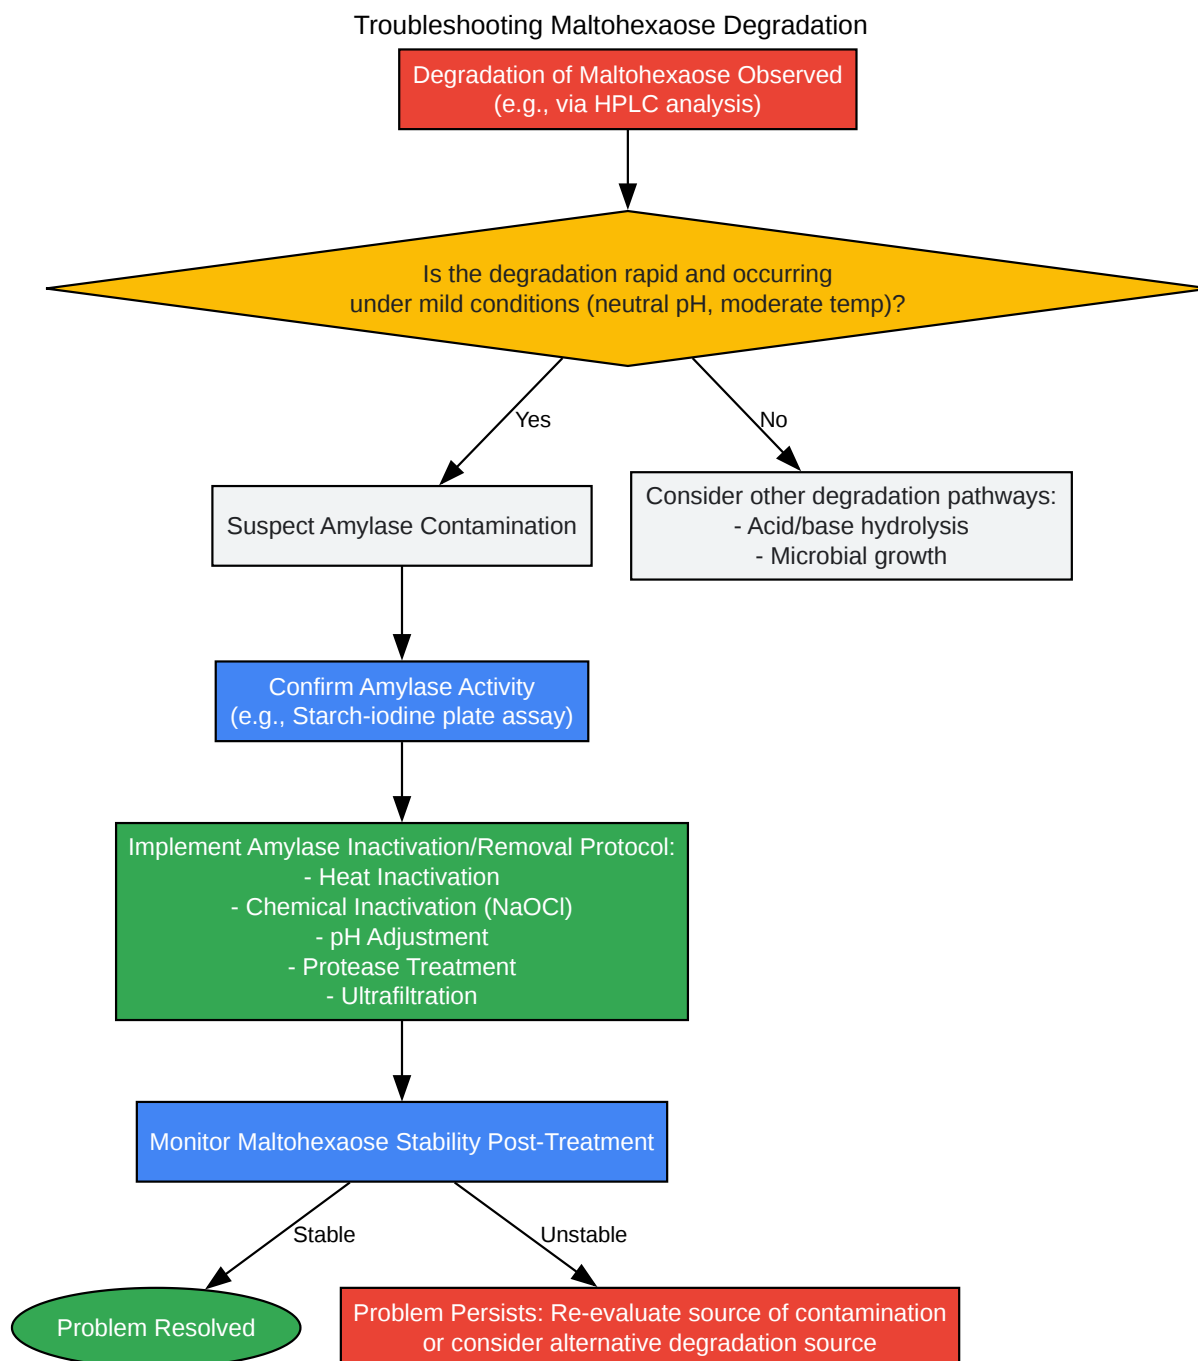 Troubleshooting Maltohexaose Degradation
Degradation of Maltohexaose Observed
(e.g., via HPLC analysis)
Is the degradation rapid and occurring
under mild conditions (neutral pH, moderate temp)?
Yes
No
Suspect Amylase Contamination
Consider other degradation pathways:
- Acid/base hydrolysis
- Microbial growth
Confirm Amylase Activity
(e.g., Starch-iodine plate assay)
Implement Amylase Inactivation/Removal Protocol:
- Heat Inactivation
- Chemical Inactivation (NaOCl)
- pH Adjustment
- Protease Treatment
- Ultrafiltration
Monitor Maltohexaose Stability Post-Treatment
Stable
Unstable
Problem Resolved
Problem Persists: Re-evaluate source of contamination
or consider alternative degradation source